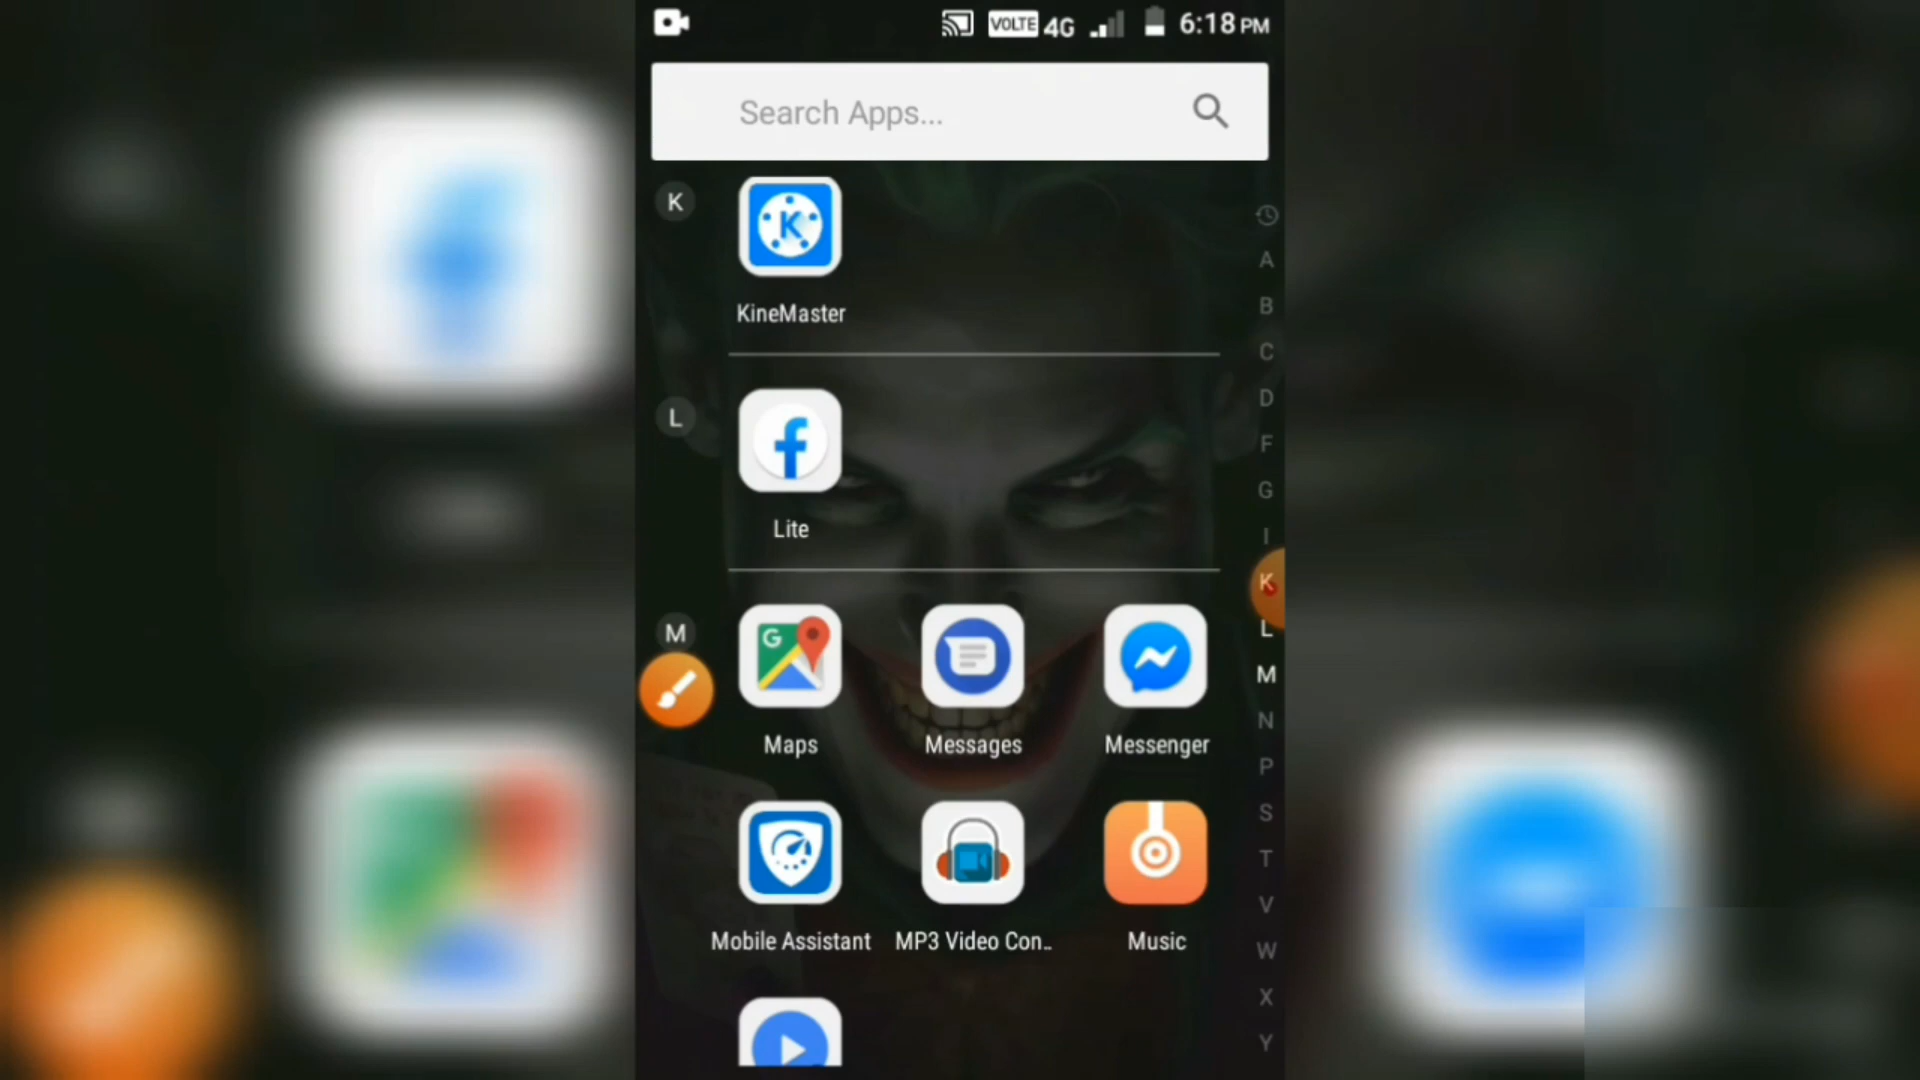 VOLTE 4G 6:18 PM
Search Apps...
K
K
KineMaster
L
Lite
M
G
Maps
Messages
Messenger
Mobile Assistant
MP3 Video Con..
Music
A
B
C
D
F
G
I
K
L
M
N
P
S
T
V
W
X
Y